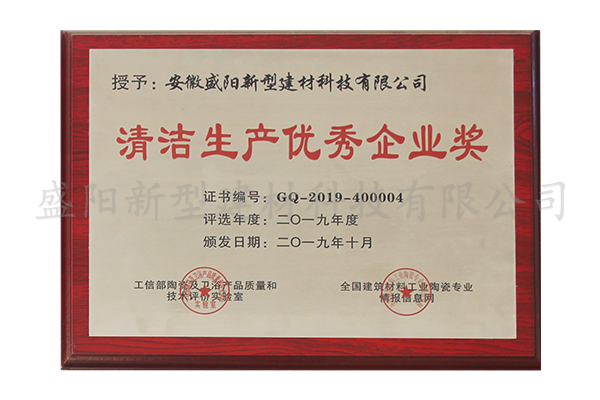 授予：安徽盛阳新型建材科技有限公司
清洁生产优秀企业奖
证书编号：GQ-2019-400004
评选年度：二〇一九年度
颁发日期：二〇一九年十月
盛阳新型建材科技有限公司
工信部陶瓷及卫浴产品质量和
技术评价实验室
全国建筑材料工业陶瓷专业
情报信息网